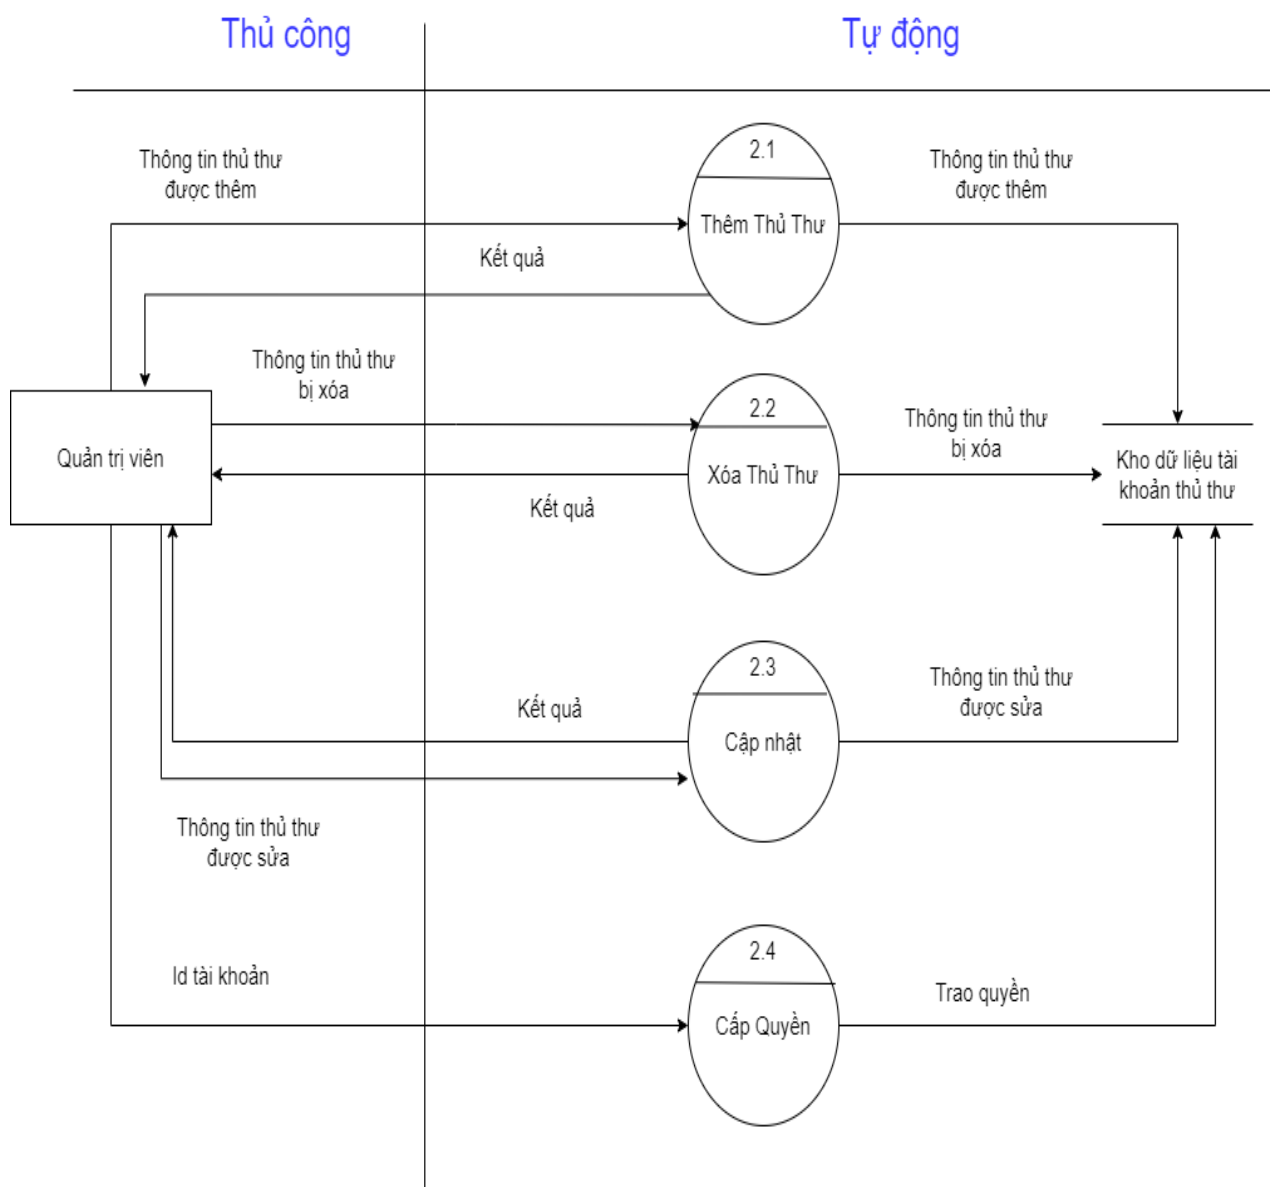 Thủ công
Tự động
2.1
Thông tin thủ thư
được thêm
Thông tin thủ thư
được thêm
Thêm Thủ Thư
Kết quả
Thông tin thủ thư
bị xóa
2.2
Thông tin thủ thư
bị xóa
Quản trị viên
Xóa Thủ Thư
Kho dữ liệu tài
khoản thủ thư
Kết quả
2.3
Thông tin thủ thư
được sửa
Kết quả
Cập nhật
Thông tin thủ thư
được sửa
2.4
Id tài khoản
Trao quyền
Cấp Quyền